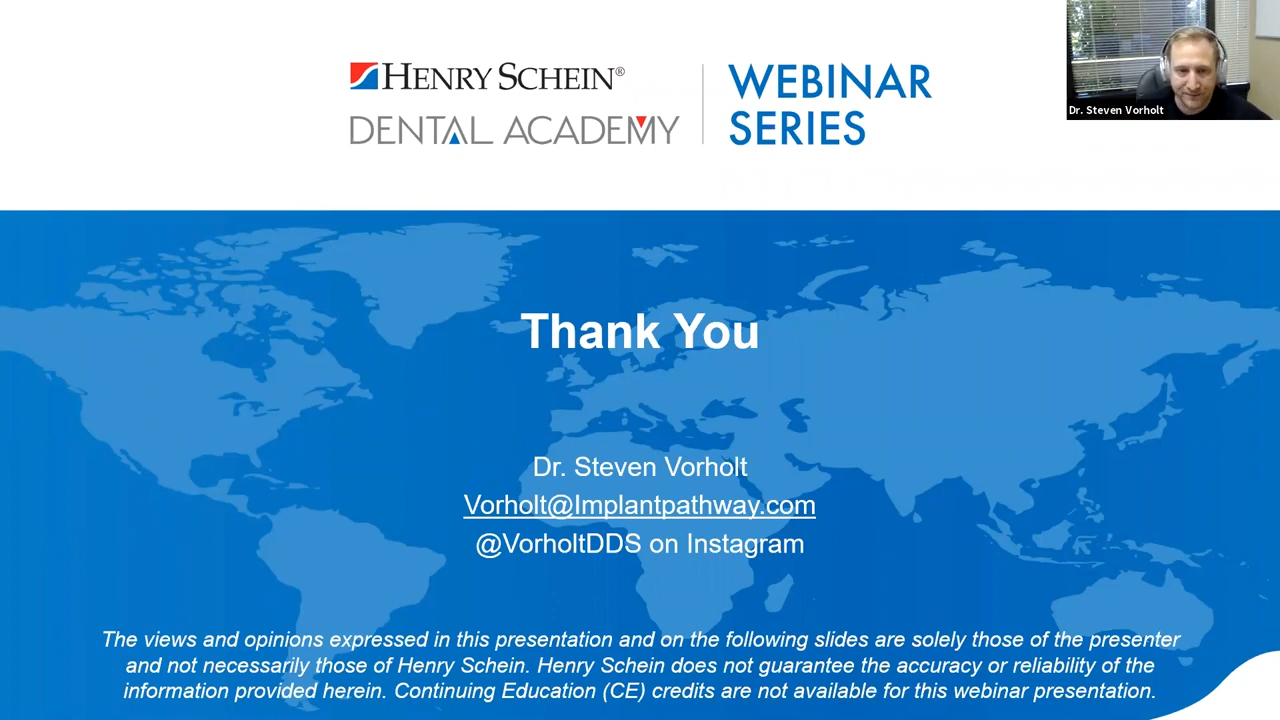 HENRY SCHEIN®
DENTAL ACADEMY
WEBINAR
SERIES
Dr. Steven Vorholt
Thank You
Dr. Steven Vorholt
Vorholt@Implantpathway.com
@VorholtDDS on Instagram
The views and opinions expressed in this presentation and on the following slides are solely those of the presenter
and not necessarily those of Henry Schein. Henry Schein does not guarantee the accuracy or reliability of the
information provided herein. Continuing Education (CE) credits are not available for this webinar presentation.